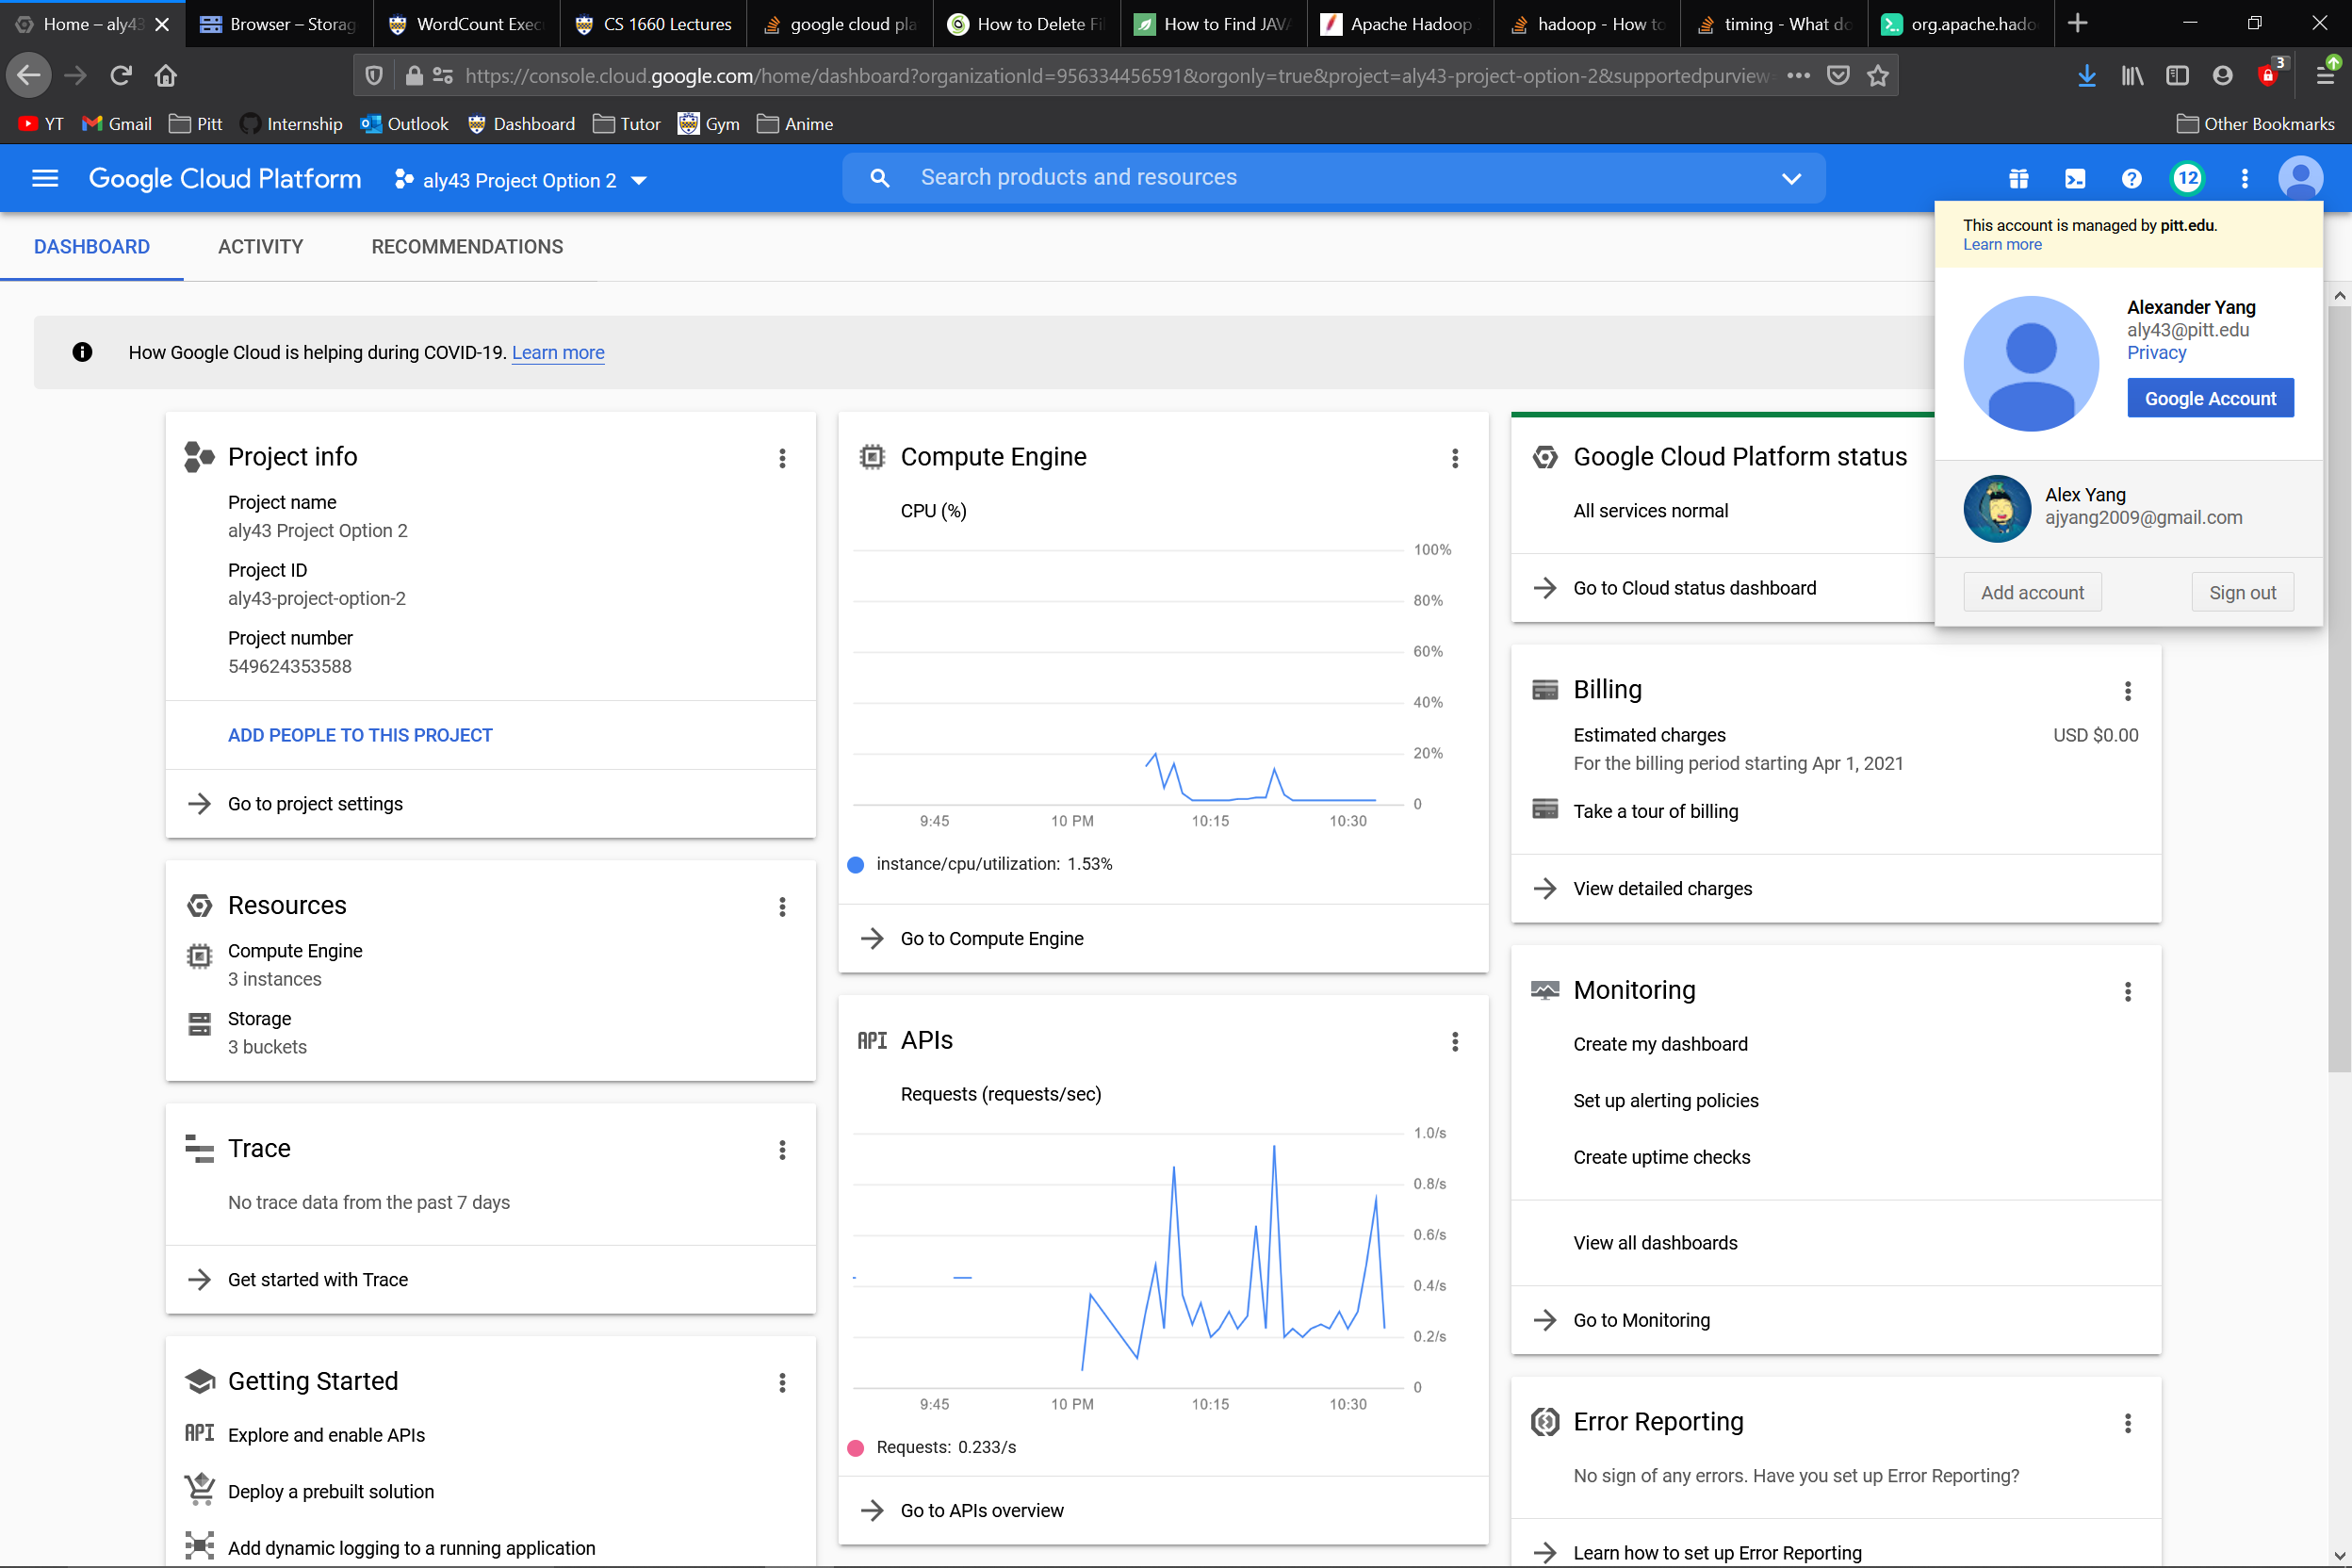 Home – aly43
Browser – Storag
WordCount Exec
CS 1660 Lectures
google cloud pla
How to Delete Fil
How to Find JAVA
Apache Hadoop
hadoop - How to
timing - What do
org.apache.hado
https://console.cloud.google.com/home/dashboard?organizationId=956334456591&orgonly=true&project=aly43-project-option-2&supportedpurview=
3
YT
Gmail
Pitt
Internship
Outlook
Dashboard
Tutor
Gym
Anime
Other Bookmarks
Google Cloud Platform
aly43 Project Option 2
Search products and resources
12
DASHBOARD
ACTIVITY
RECOMMENDATIONS
This account is managed by pitt.edu.
Learn more
Alexander Yang
aly43@pitt.edu
Privacy
Google Account
Alex Yang
ajyang2009@gmail.com
Add account
Sign out
How Google Cloud is helping during COVID-19. Learn more
Project info
Project name
aly43 Project Option 2
Project ID
aly43-project-option-2
Project number
549624353588
ADD PEOPLE TO THIS PROJECT
Go to project settings
Resources
Compute Engine
3 instances
Storage
3 buckets
Trace
No trace data from the past 7 days
Get started with Trace
Getting Started
API
Explore and enable APIs
Deploy a prebuilt solution
Add dynamic logging to a running application
Compute Engine
CPU (%)
100%
80%
60%
40%
20%
0
9:45
10 PM
10:15
10:30
instance/cpu/utilization: 1.53%
Go to Compute Engine
API
APIs
Requests (requests/sec)
1.0/s
0.8/s
0.6/s
0.4/s
0.2/s
0
9:45
10 PM
10:15
10:30
Requests: 0.233/s
Go to APIs overview
Google Cloud Platform status
All services normal
Go to Cloud status dashboard
Billing
Estimated charges
USD $0.00
For the billing period starting Apr 1, 2021
Take a tour of billing
View detailed charges
Monitoring
Create my dashboard
Set up alerting policies
Create uptime checks
View all dashboards
Go to Monitoring
Error Reporting
No sign of any errors. Have you set up Error Reporting?
Learn how to set up Error Reporting